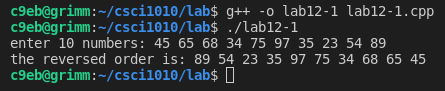 c9eb@grimm:~/csci1010/lab$ g++ -o lab12-1 lab12-1.cpp
c9eb@grimm:~/csci1010/lab$ ./lab12-1
enter 10 numbers: 45 65 68 34 75 97 35 23 54 89
the reversed order is: 89 54 23 35 97 75 34 68 65 45
c9eb@grimm:~/csci1010/lab$